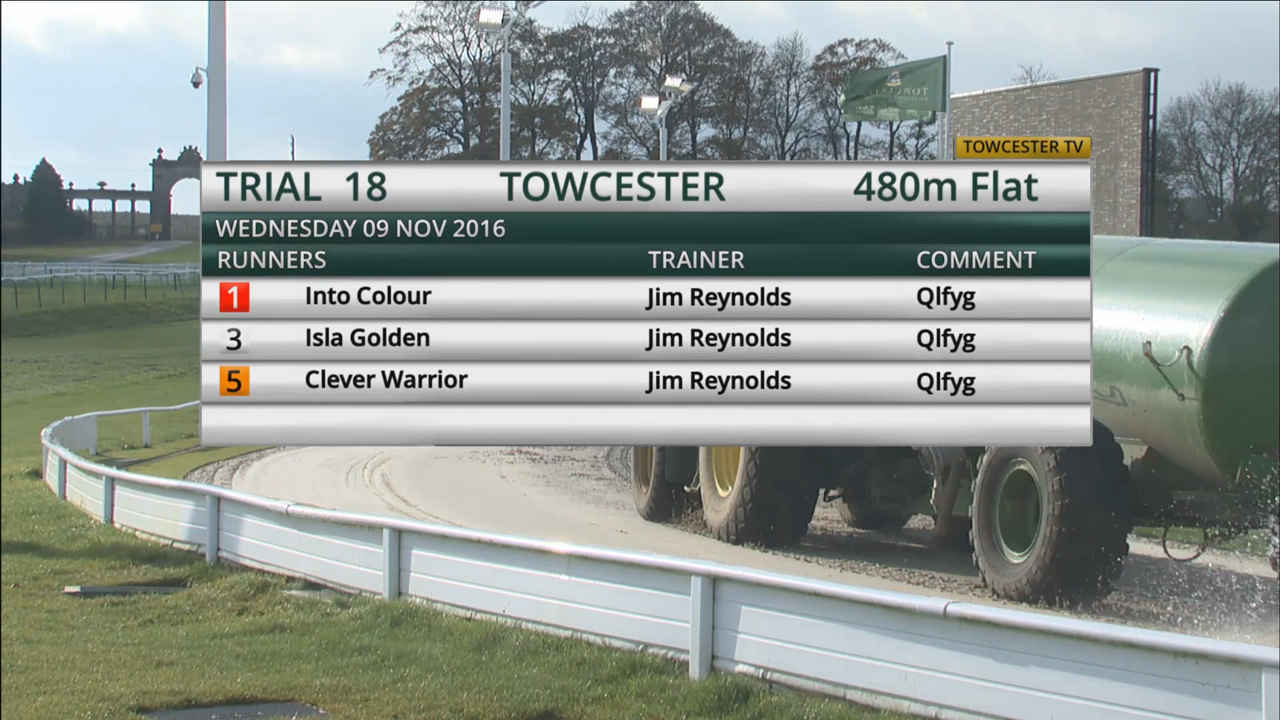 TOWCESTER
TOWCESTER TV
TRIAL 18 TOWCESTER 480m Flat
WEDNESDAY 09 NOV 2016
RUNNERS TRAINER COMMENT
1 Into Colour Jim Reynolds Qlfyg
3 Isla Golden Jim Reynolds Qlfyg
5 Clever Warrior Jim Reynolds Qlfyg